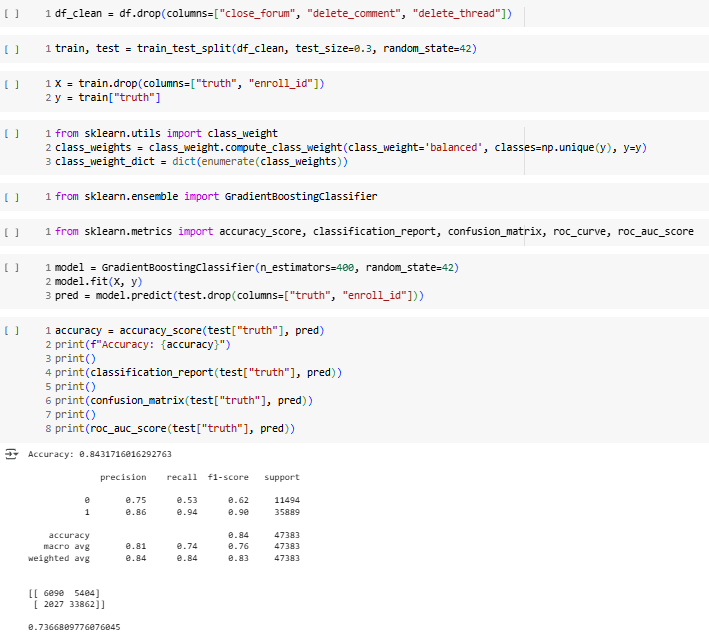 [ ] 1 df_clean = df.drop(columns=["close_forum", "delete_comment", "delete_thread"])
[ ] 1 train, test = train_test_split(df_clean, test_size=0.3, random_state=42)
[ ] 1 X = train.drop(columns=["truth", "enroll_id"])
2 y = train["truth"]
[ ] 1 from sklearn.utils import class_weight
2 class_weights = class_weight.compute_class_weight(class_weight='balanced', classes=np.unique(y), y=y)
3 class_weight_dict = dict(enumerate(class_weights))
[ ] 1 from sklearn.ensemble import GradientBoostingClassifier
[ ] 1 from sklearn.metrics import accuracy_score, classification_report, confusion_matrix, roc_curve, roc_auc_score
[ ] 1 model = GradientBoostingClassifier(n_estimators=400, random_state=42)
2 model.fit(X, y)
3 pred = model.predict(test.drop(columns=["truth", "enroll_id"]))
[ ] 1 accuracy = accuracy_score(test["truth"], pred)
2 print(f"Accuracy: {accuracy}")
3 print()
4 print(classification_report(test["truth"], pred))
5 print()
6 print(confusion_matrix(test["truth"], pred))
7 print()
8 print(roc_auc_score(test["truth"], pred))
Accuracy: 0.8431716016292763
precision recall f1-score support
0 0.75 0.53 0.62 11494
1 0.86 0.94 0.90 35889
accuracy 0.84 47383
macro avg 0.81 0.74 0.76 47383
weighted avg 0.84 0.84 0.83 47383
[[ 6090 5404]
[ 2027 33862]]
0.7366809776076045